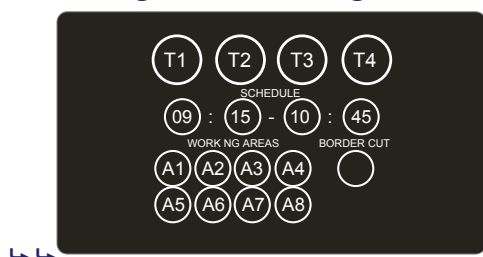 T1 T2 T3 T4
SCHEDULE
09 : 15 - 10 : 45
WORK NG AREAS BORDER CUT
A1 A2 A3 A4
A5 A6 A7 A8